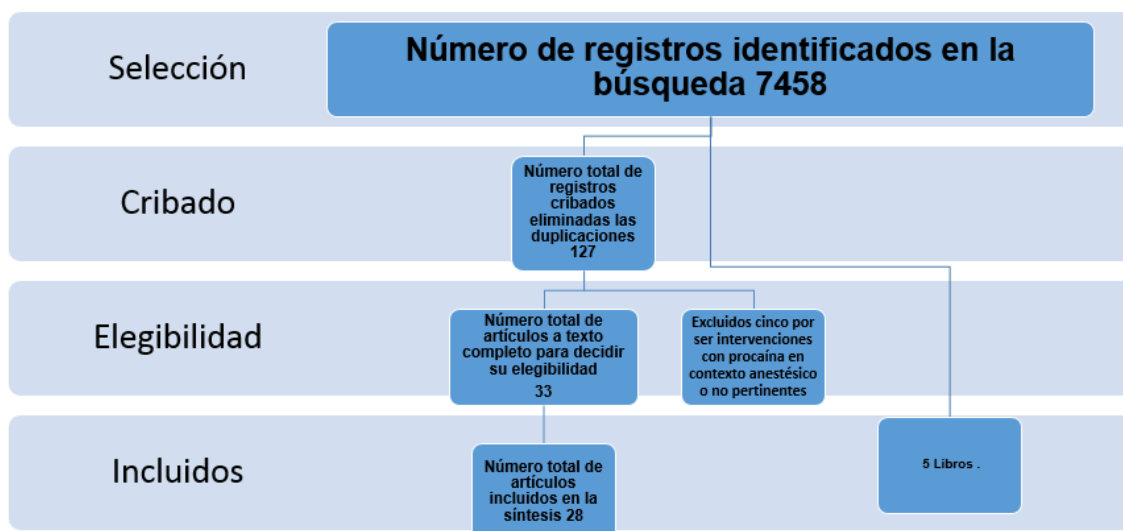 Selección
Número de registros identificados en la
búsqueda 7458
Cribado
Número total de
registros
cribados
eliminadas las
duplicaciones
127
Elegibilidad
Número total de
artículos a texto
completo para decidir
su elegibilidad
33
Excluidos cinco por
ser intervenciones
con procaína en
contexto anestésico
o no pertinentes
Incluidos
Número total de
artículos
incluidos en la
síntesis 28
5 Libros .